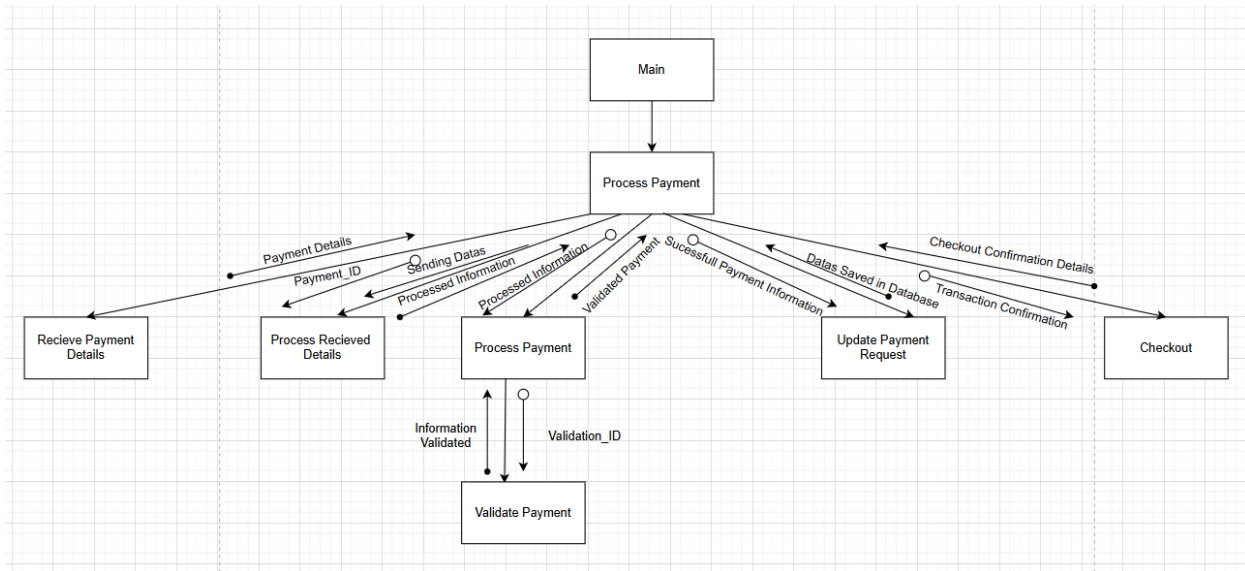 Main
Process Payment
Payment Details
Payment_ID
Sending Datas
Processed Information
Processed Information
Validated Payment
Sucessfull Payment Information
Datas Saved in Database
Checkout Confirmation Details
Transaction Confirmation
Recieve Payment
Details
Process Recieved
Details
Process Payment
Update Payment
Request
Checkout
Information
Validated
Validation_ID
Validate Payment